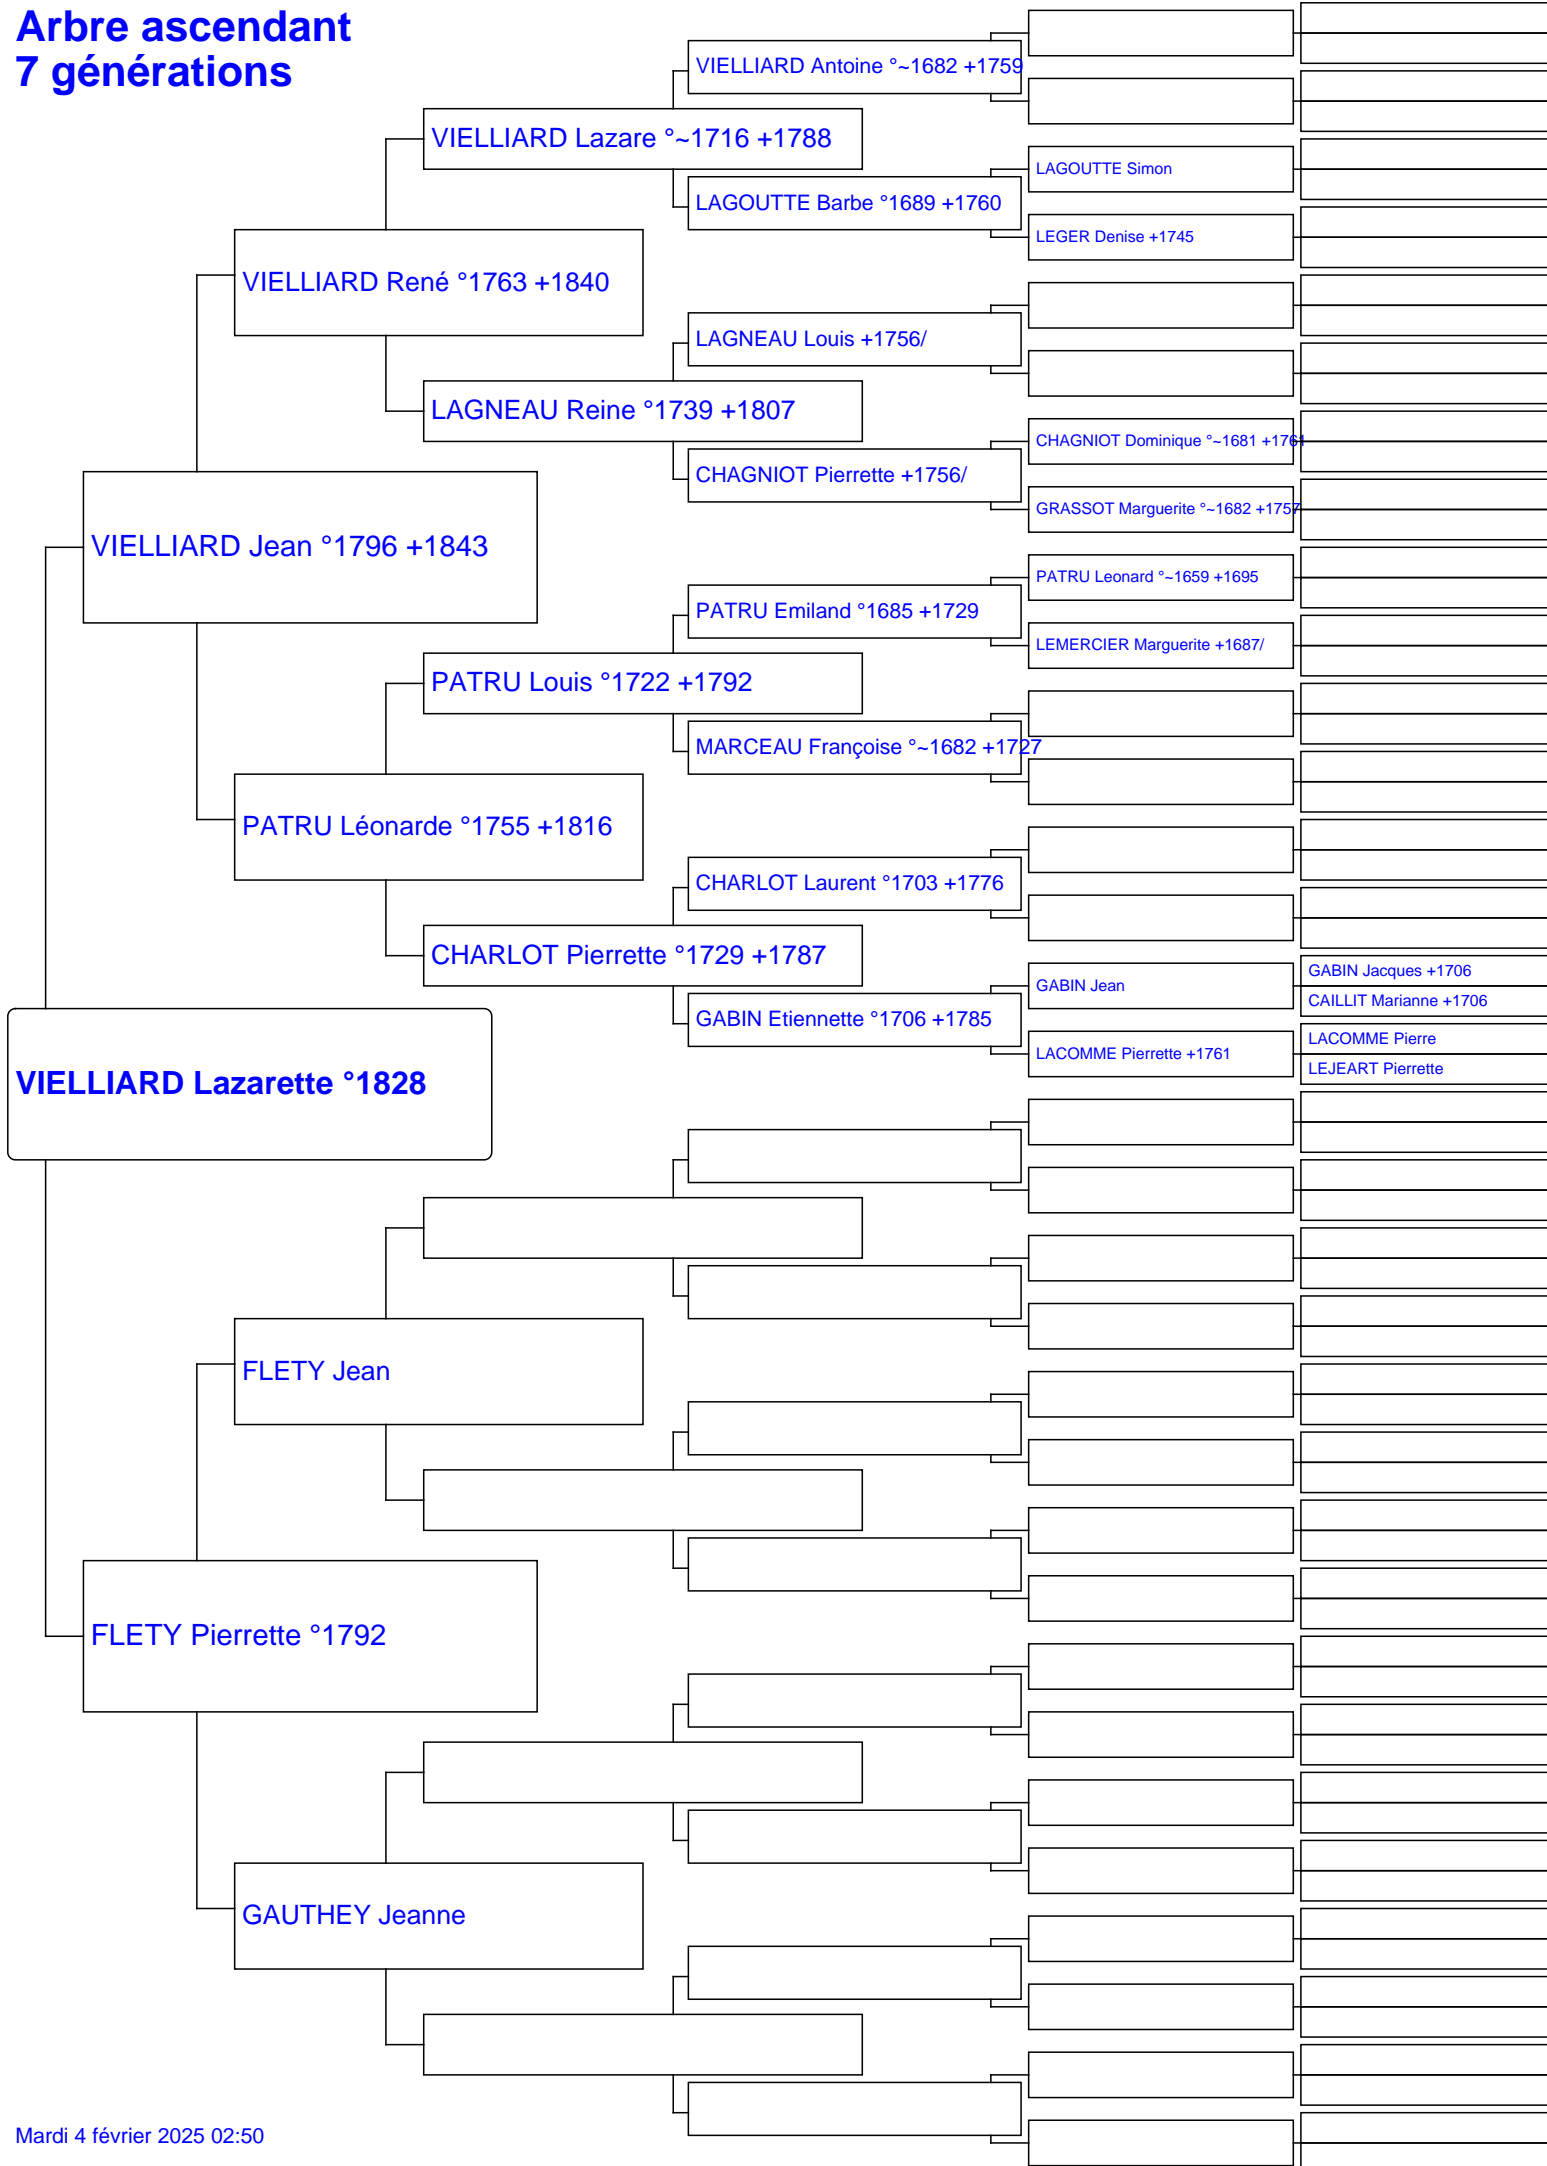 Arbre ascendant
7 générations
VIELLIARD Antoine °~1682 +1759
VIELLIARD Lazare °~1716 +1788
LAGOUTTE Simon
LAGOUTTE Barbe °1689 +1760
LEGER Denise +1745
VIELLIARD René °1763 +1840
LAGNEAU Louis +1756/
LAGNEAU Reine °1739 +1807
CHAGNIOT Dominique °~1681 +1761
CHAGNIOT Pierrette +1756/
GRASSOT Marguerite °~1682 +1757
VIELLIARD Jean °1796 +1843
PATRU Leonard °~1659 +1695
PATRU Emiland °1685 +1729
LEMERCIER Marguerite +1687/
PATRU Louis °1722 +1792
MARCEAU Françoise °~1682 +1727
PATRU Léonarde °1755 +1816
CHARLOT Laurent °1703 +1776
CHARLOT Pierrette °1729 +1787
GABIN Jacques +1706
GABIN Jean
CAILLIT Marianne +1706
GABIN Etiennette °1706 +1785
LACOMME Pierre
LACOMME Pierrette +1761
LEJEART Pierrette
VIELLIARD Lazarette °1828
FLETY Jean
FLETY Pierrette °1792
GAUTHEY Jeanne
Mardi 4 février 2025 02:50